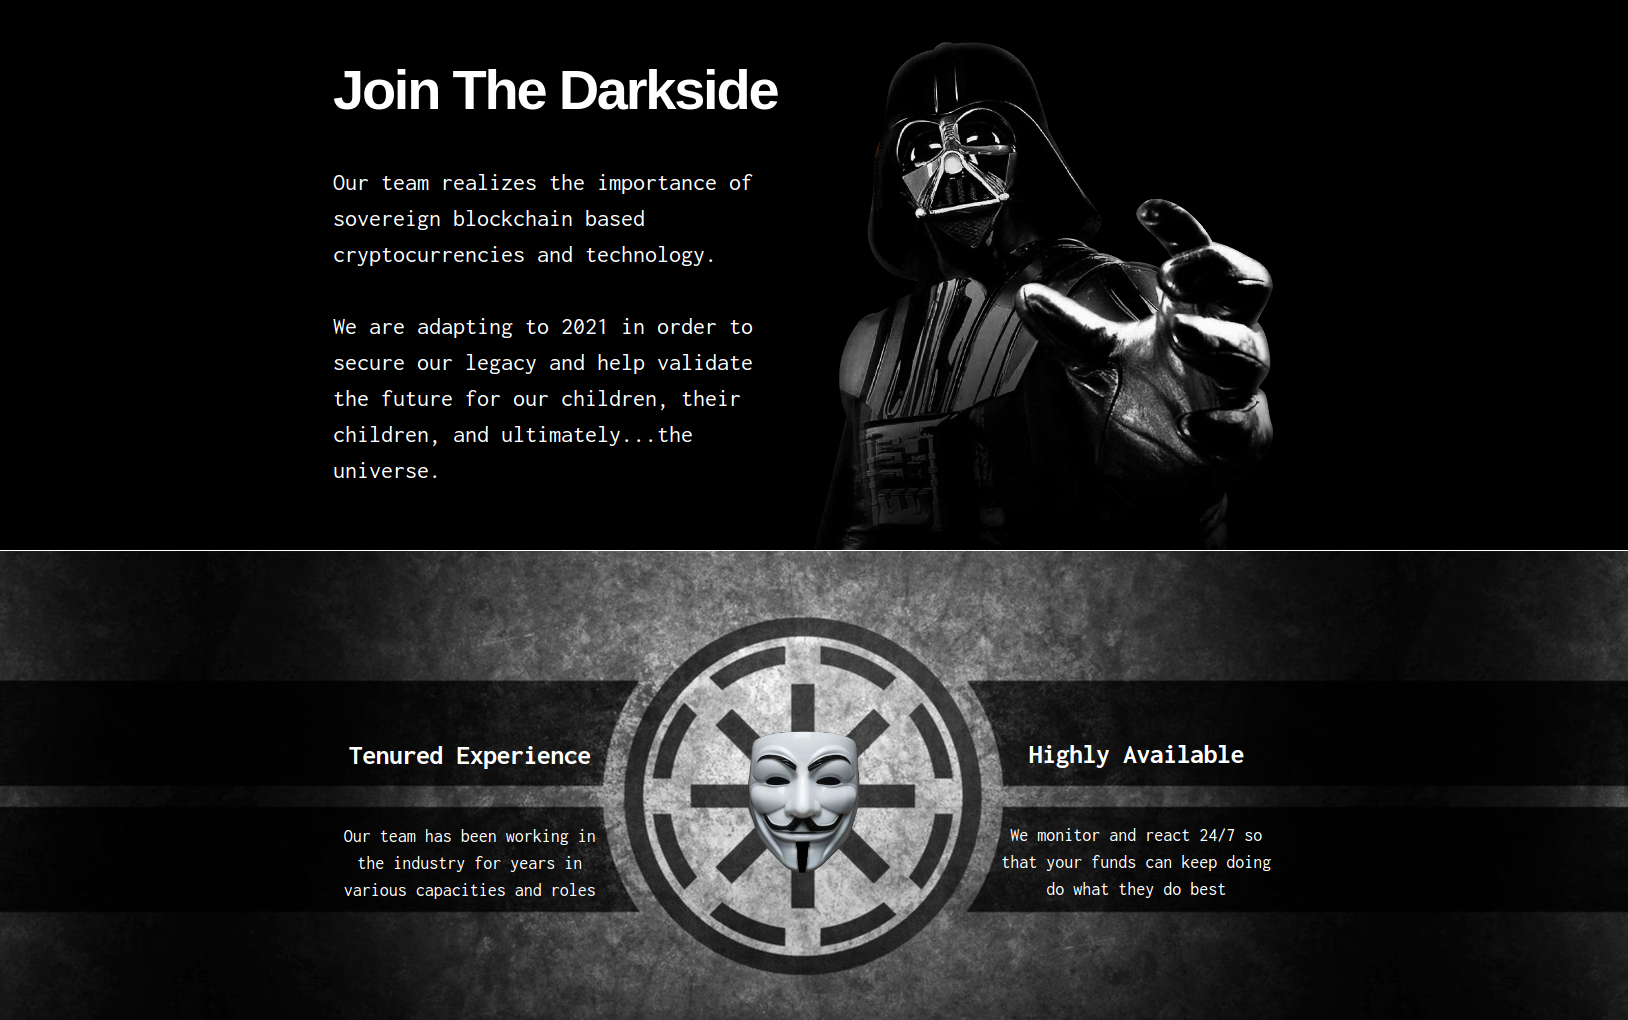 Join The Darkside
Our team realizes the importance of
sovereign blockchain based
cryptocurrencies and technology.
We are adapting to 2021 in order to
secure our legacy and help validate
the future for our children, their
children, and ultimately...the
universe.
Tenured Experience
Our team has been working in
the industry for years in
various capacities and roles
Highly Available
We monitor and react 24/7 so
that your funds can keep doing
do what they do best